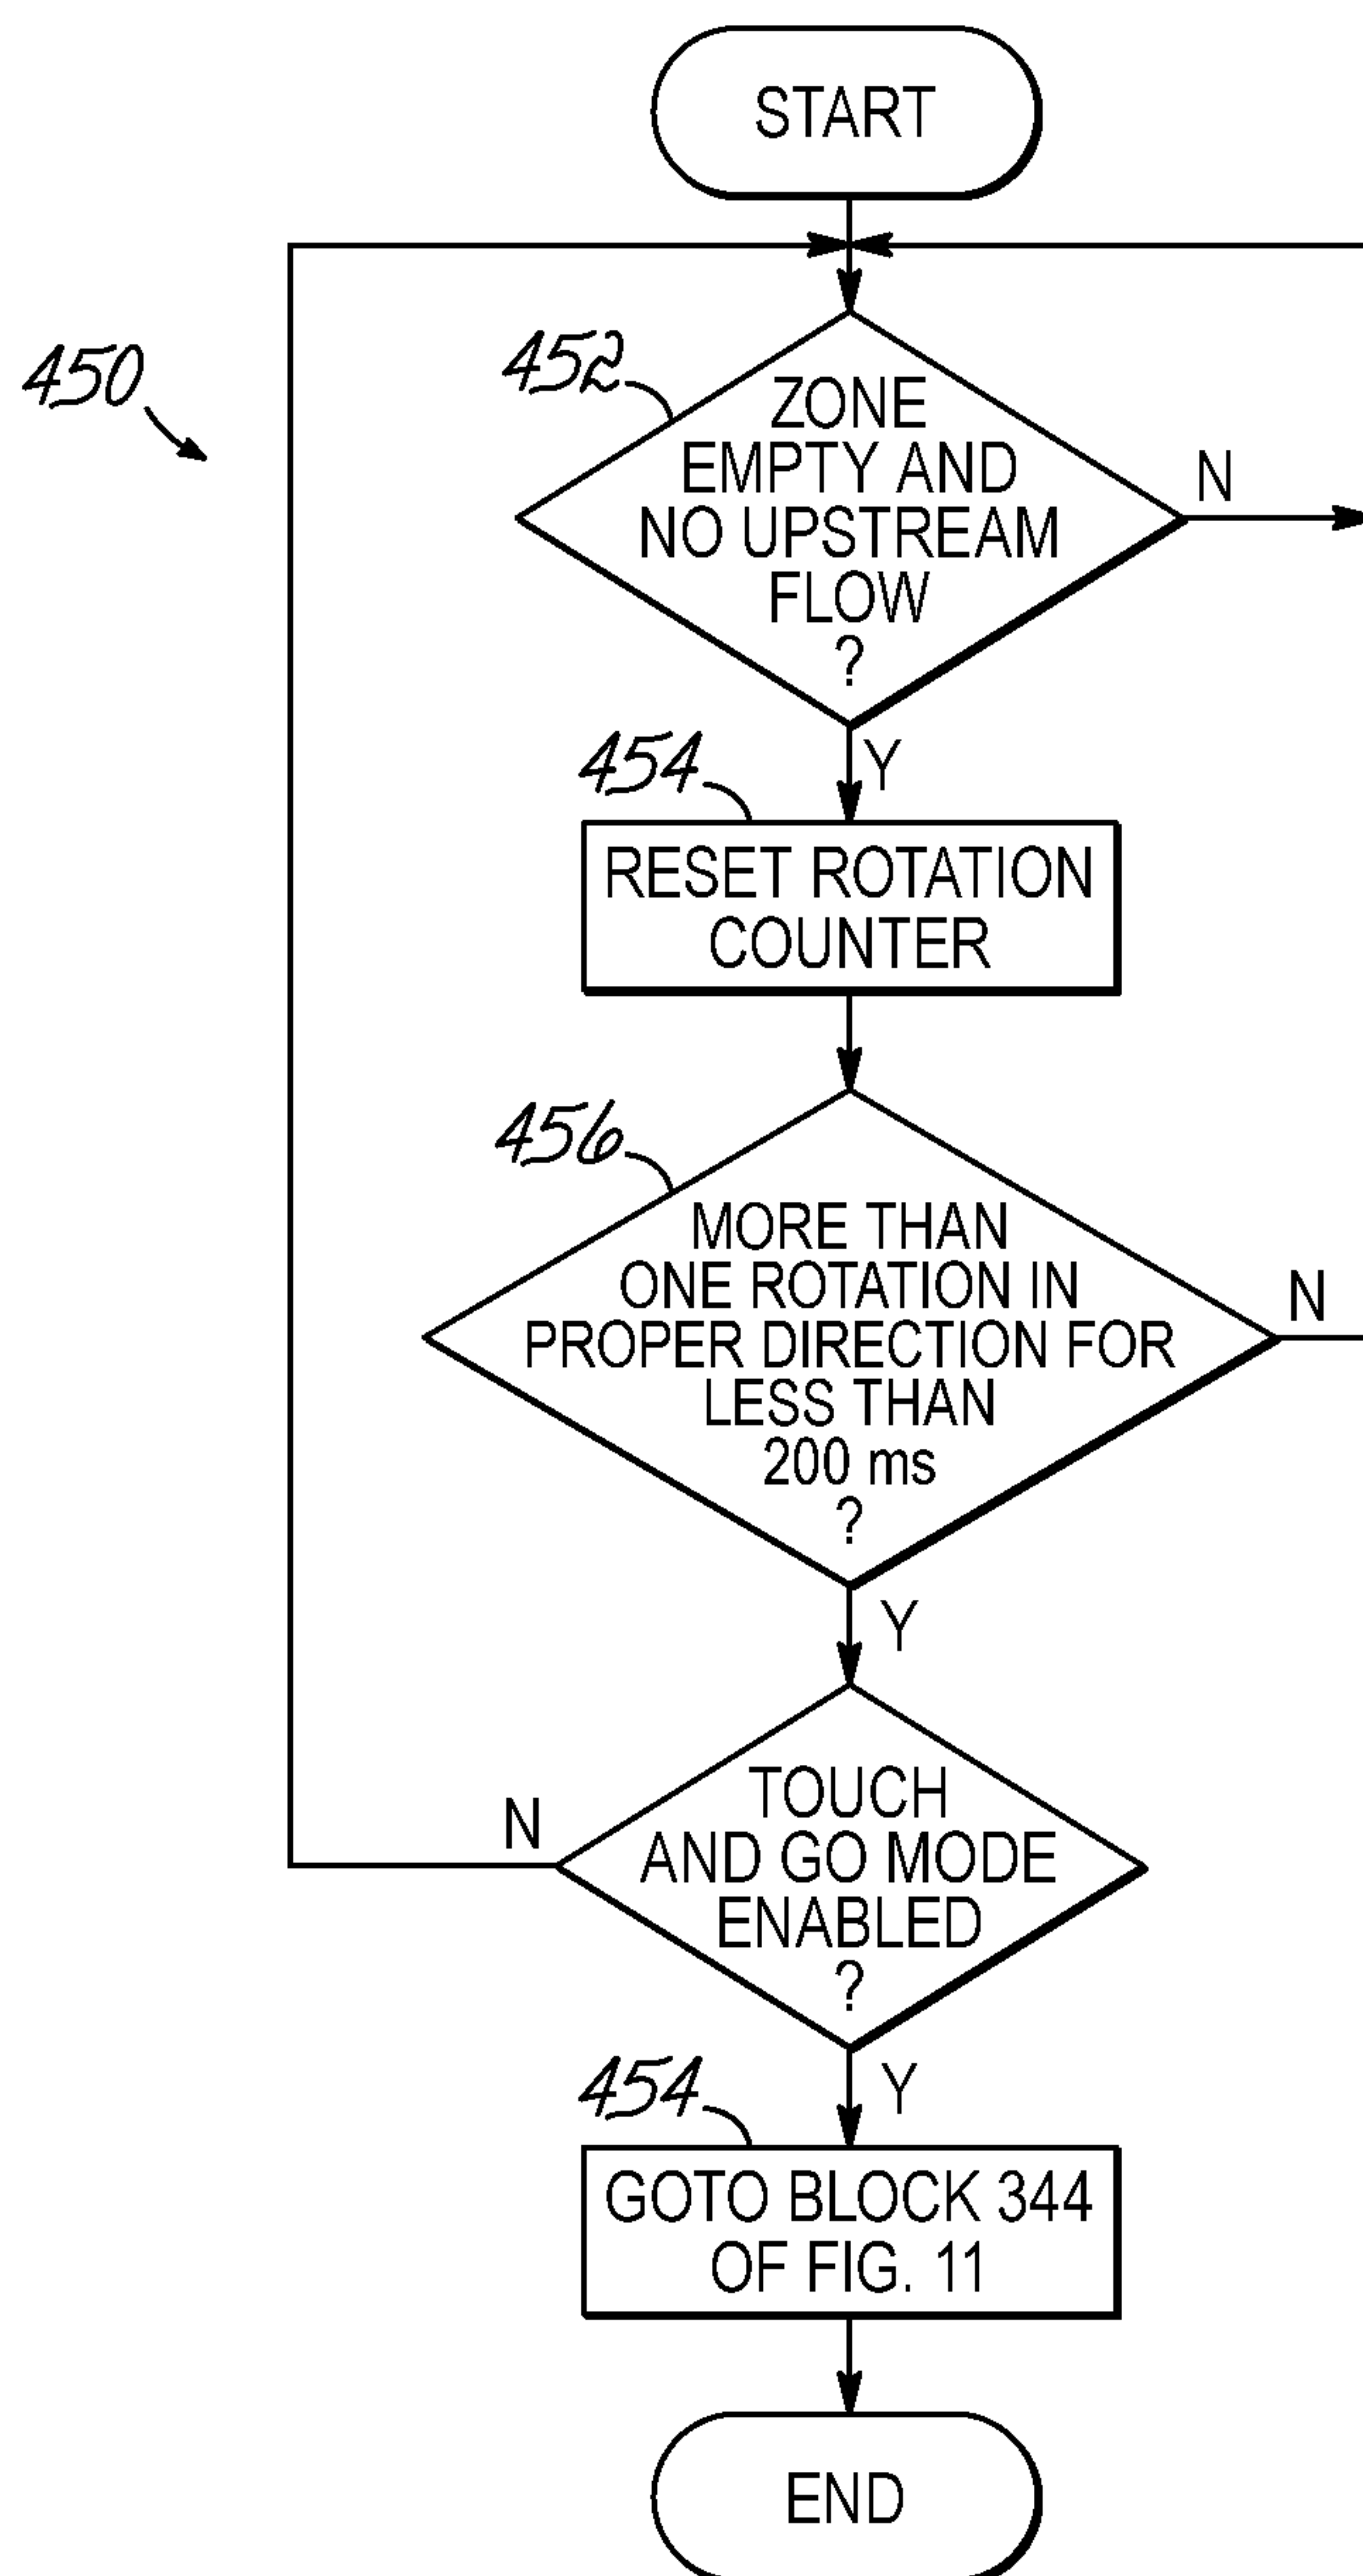 START
450
452
ZONE
EMPTY AND
NO UPSTREAM
FLOW
?
N
Y
454
RESET ROTATION
COUNTER
456
MORE THAN
ONE ROTATION IN
PROPER DIRECTION FOR
LESS THAN
200 ms
?
N
Y
TOUCH
AND GO MODE
ENABLED
?
N
Y
454
GOTO BLOCK 344
OF FIG. 11
END